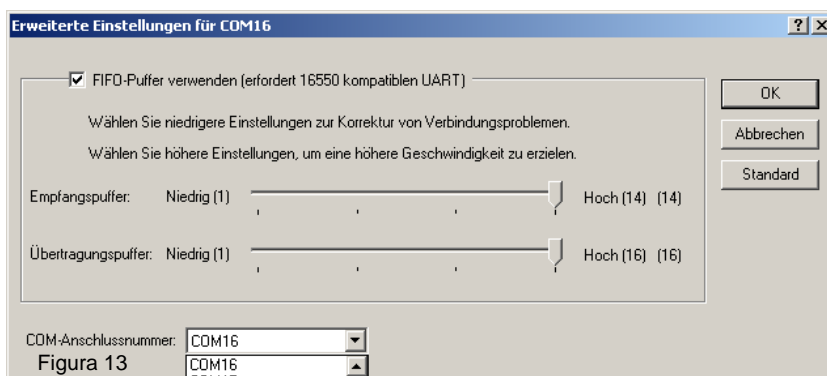 Erweiterte Einstellungen für COM16
FIFO-Puffer verwenden (erfordert 16550 kompatiblen UART)
Wählen Sie niedrigere Einstellungen zur Korrektur von Verbindungsproblemen.
Wählen Sie höhere Einstellungen, um eine höhere Geschwindigkeit zu erzielen.
Empfangspuffer: Niedrig (1) Hoch (14) (14)
Übertragungspuffer: Niedrig (1) Hoch (16) (16)
OK
Abbrechen
Standard
COM-Anschlussnummer: COM16
Figura 13 COM16